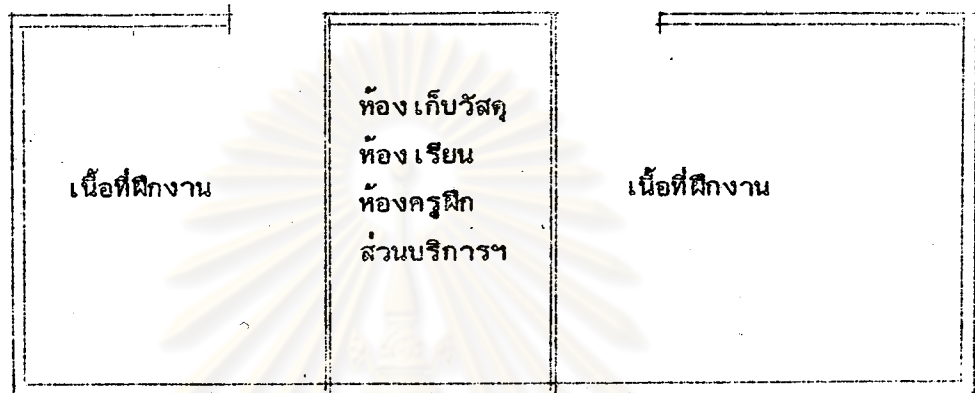 เนื้อที่ฝึกงาน
ห้องเก็บวัสดุ
ห้องเรียน
ห้องครูฝึก
ส่วนบริการฯ
เนื้อที่ฝึกงาน